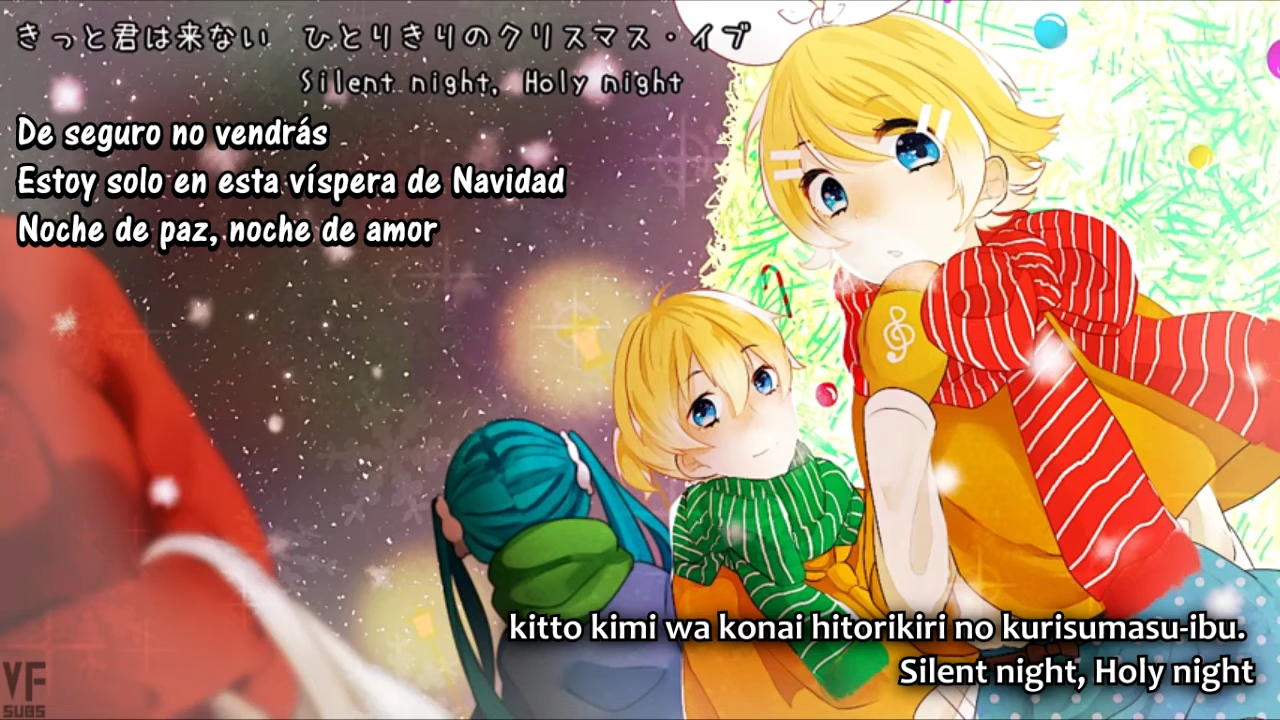 きっと君は来ない　ひとりきりのクリスマス・イブ
Silent night, Holy night
De seguro no vendrás
Estoy solo en esta víspera de Navidad
Noche de paz, noche de amor
kitto kimi wa konai hitorikiri no kurisumasu-ibu.
Silent night, Holy night
VF
SUBS